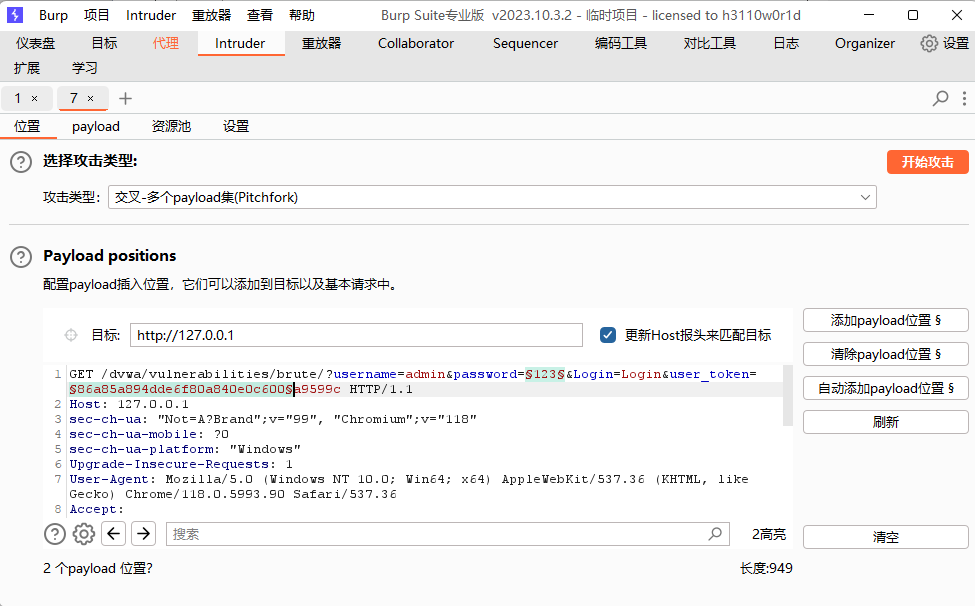 Burp 项目 Intruder 重放器 查看 帮助 Burp Suite专业版 v2023.10.3.2 - 临时项目 - licensed to h3110w0r1d
仪表盘 目标 代理 Intruder 重放器 Collaborator Sequencer 编码工具 对比工具 日志 Organizer 设置
扩展 学习
1 × 7 × +
位置 payload 资源池 设置
? 选择攻击类型: 开始攻击
攻击类型: 交叉-多个payload集(Pitchfork)
? Payload positions
配置payload插入位置，它们可以添加到目标以及基本请求中。
目标: http://127.0.0.1 更新Host报头来匹配目标
添加payload位置 §
清除payload位置 §
自动添加payload位置 §
刷新
1 GET /dvwa/vulnerabilities/brute/?username=admin&password=§123§&Login=Login&user_token=
§86a85a894dde6f80a840e0c600§a9599c HTTP/1.1
2 Host: 127.0.0.1
3 sec-ch-ua: "Not=A?Brand";v="99", "Chromium";v="118"
4 sec-ch-ua-mobile: ?0
5 sec-ch-ua-platform: "Windows"
6 Upgrade-Insecure-Requests: 1
7 User-Agent: Mozilla/5.0 (Windows NT 10.0; Win64; x64) AppleWebKit/537.36 (KHTML, like
Gecko) Chrome/118.0.5993.90 Safari/537.36
8 Accept:
? 搜索 2高亮 清空
2 个payload 位置? 长度:949